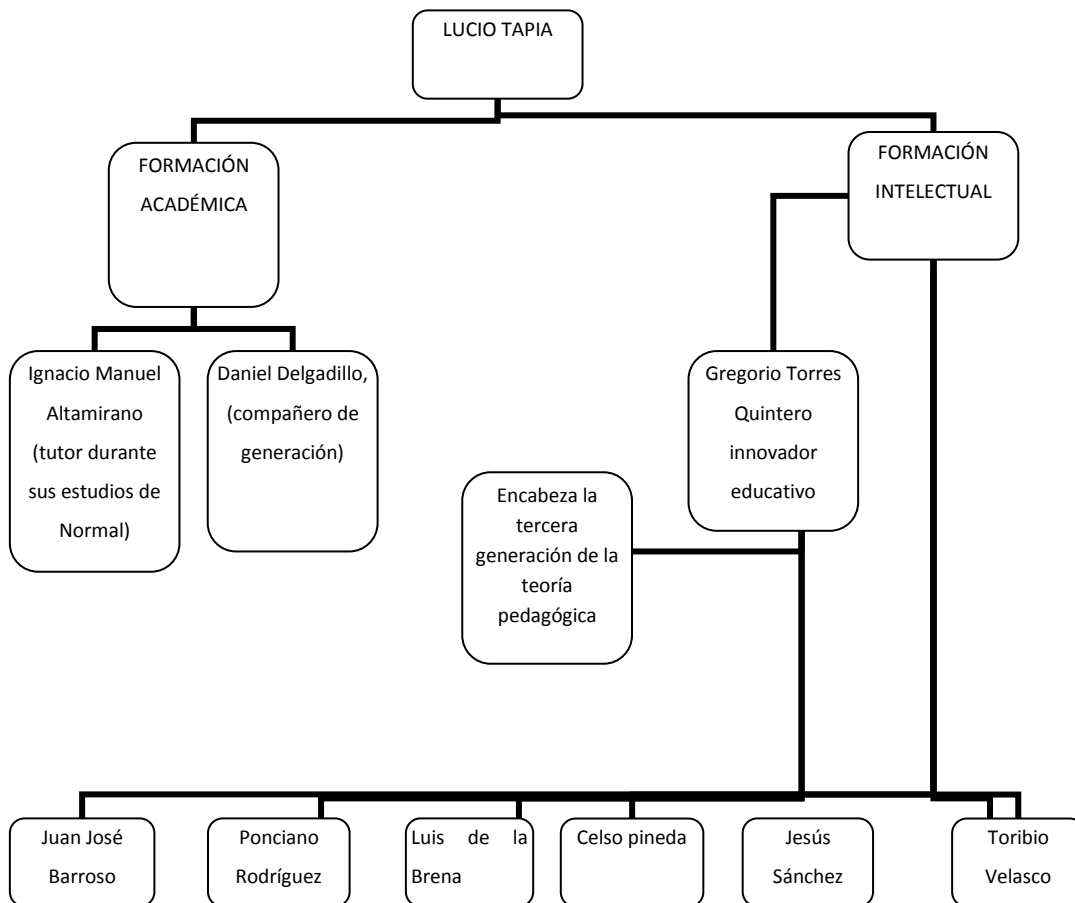 LUCIO TAPIA
FORMACIÓN
ACADÉMICA
FORMACIÓN
INTELECTUAL
Ignacio Manuel
Altamirano
(tutor durante
sus estudios de
Normal)
Daniel Delgadillo,
(compañero de
generación)
Gregorio Torres
Quintero
innovador
educativo
Encabeza la
tercera
generación de la
teoría
pedagógica
Juan José
Barroso
Ponciano
Rodríguez
Luis de la
Brena
Celso pineda
Jesús
Sánchez
Toribio
Velasco